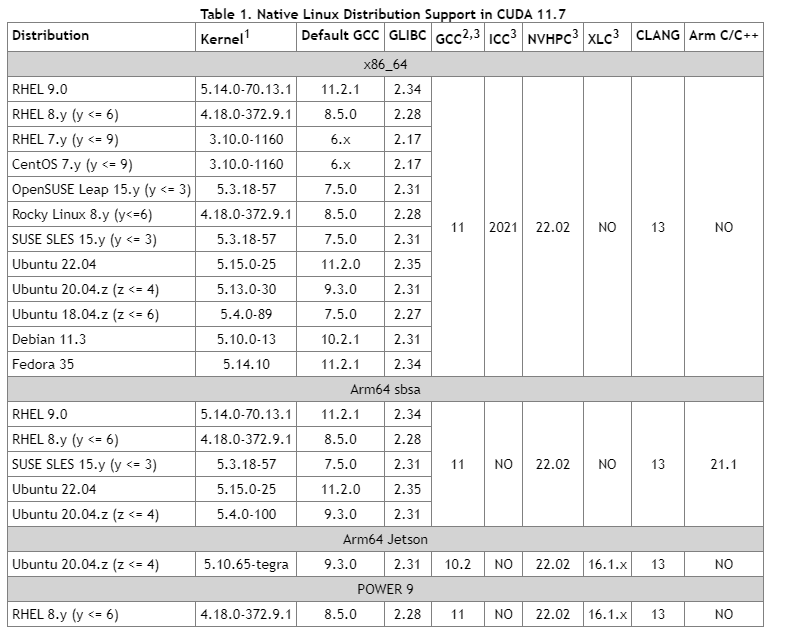 Table 1. Native Linux Distribution Support in CUDA 11.7
Distribution Kernel1 Default GCC GLIBC GCC2,3 ICC3 NVHPC3 XLC3 CLANG Arm C/C++
x86_64
RHEL 9.0 5.14.0-70.13.1 11.2.1 2.34
RHEL 8.y (y <= 6) 4.18.0-372.9.1 8.5.0 2.28
RHEL 7.y (y <= 9) 3.10.0-1160 6.x 2.17
CentOS 7.y (y <= 9) 3.10.0-1160 6.x 2.17
OpenSUSE Leap 15.y (y <= 3) 5.3.18-57 7.5.0 2.31
Rocky Linux 8.y (y<=6) 4.18.0-372.9.1 8.5.0 2.28
11 2021 22.02 NO 13 NO
SUSE SLES 15.y (y <= 3) 5.3.18-57 7.5.0 2.31
Ubuntu 22.04 5.15.0-25 11.2.0 2.35
Ubuntu 20.04.z (z <= 4) 5.13.0-30 9.3.0 2.31
Ubuntu 18.04.z (z <= 6) 5.4.0-89 7.5.0 2.27
Debian 11.3 5.10.0-13 10.2.1 2.31
Fedora 35 5.14.10 11.2.1 2.34
Arm64 sbsa
RHEL 9.0 5.14.0-70.13.1 11.2.1 2.34
RHEL 8.y (y <= 6) 4.18.0-372.9.1 8.5.0 2.28
SUSE SLES 15.y (y <= 3) 5.3.18-57 7.5.0 2.31 11 NO 22.02 NO 13 21.1
Ubuntu 22.04 5.15.0-25 11.2.0 2.35
Ubuntu 20.04.z (z <= 4) 5.4.0-100 9.3.0 2.31
Arm64 Jetson
Ubuntu 20.04.z (z <= 4) 5.10.65-tegra 9.3.0 2.31 10.2 NO 22.02 16.1.x 13 NO
POWER 9
RHEL 8.y (y <= 6) 4.18.0-372.9.1 8.5.0 2.28 11 NO 22.02 16.1.x 13 NO